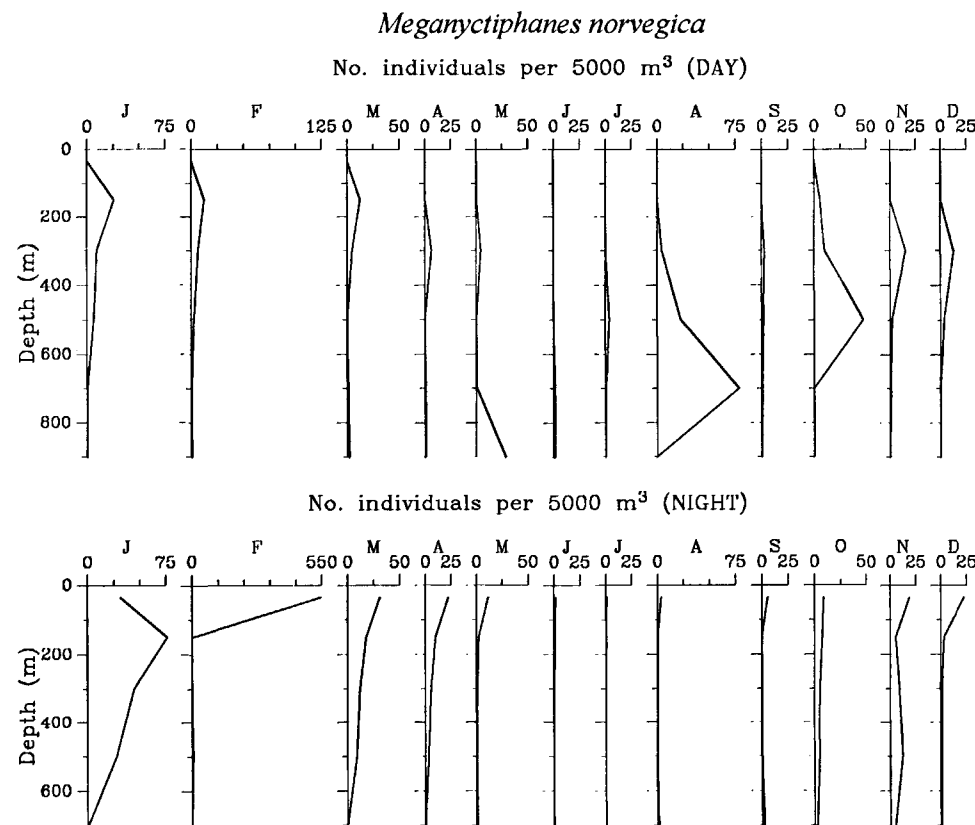 Meganyctiphanes norvegica
No. individuals per 5000 m³ (DAY)
J F M A M J J A S O N D
0 75 0 125 0 50 0 25 0 50 0 25 0 25 0 75 0 25 0 50 0 25 0 25
0
200
400
600
800
Depth (m)
No. individuals per 5000 m³ (NIGHT)
J F M A M J J A S O N D
0 75 0 550 0 50 0 25 0 50 0 25 0 25 0 75 0 25 0 50 0 25 0 25
0
200
400
600
Depth (m)